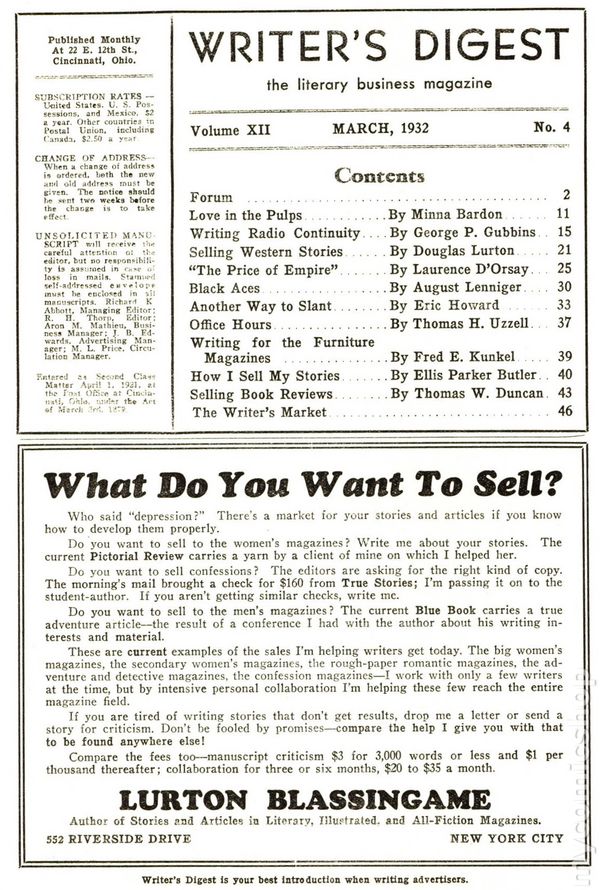 Published Monthly
At 22 E. 12th St.,
Cincinnati, Ohio.
SUBSCRIPTION RATES —
United States, U. S. Pos-
sessions, and Mexico, $2
a year. Other countries in
Postal Union, including
Canada, $2.50 a year
CHANGE OF ADDRESS—
When a change of address
is ordered, both the new
and old address must be
given. The notice should
be sent two weeks before
the change is to take
effect.
UNSOLICITED MANU-
SCRIPT will receive the
careful attention of the
editor, but no responsibili-
ty is assumed in case of
loss in mails. Stamped
self-addressed envelope
must be enclosed in all
manuscripts. Richard K
Abbott, Managing Editor;
R. H. Thorp, Editor;
Aron M. Mathieu, Busi-
ness Manager; J. B. Ed-
wards, Advertising Man-
ager; M. L. Price, Circu-
lation Manager.
Entered as Second Class
Matter April 1, 1921, at
the Post Office at Cincin-
nati, Ohio, under the Act
of March 3rd, 1879
WRITER'S DIGEST
the literary business magazine
Volume XII MARCH, 1932 No. 4
Contents
Forum . . . . . . . . . . 2
Love in the Pulps . . . . . By Minna Bardon . . . . . 11
Writing Radio Continuity . . . . By George P. Gubbins . . 15
Selling Western Stories . . . . . By Douglas Lurton . . . . 21
"The Price of Empire" . . . . . By Laurence D'Orsay . . . 25
Black Aces . . . . . By August Lenniger . . . . 30
Another Way to Slant . . . . . By Eric Howard . . . . 33
Office Hours . . . . . By Thomas H. Uzzell . . . 37
Writing for the Furniture
Magazines . . . . . By Fred E. Kunkel . . . . 39
How I Sell My Stories . . . . . By Ellis Parker Butler . . 40
Selling Book Reviews . . . . . By Thomas W. Duncan . 43
The Writer's Market . . . . . 46
What Do You Want To Sell?
Who said "depression?" There's a market for your stories and articles if you know
how to develop them properly.
Do you want to sell to the women's magazines? Write me about your stories. The
current Pictorial Review carries a yarn by a client of mine on which I helped her.
Do you want to sell confessions? The editors are asking for the right kind of copy.
The morning's mail brought a check for $160 from True Stories; I'm passing it on to the
student-author. If you aren't getting similar checks, write me.
Do you want to sell to the men's magazines? The current Blue Book carries a true
adventure article—the result of a conference I had with the author about his writing in-
terests and material.
These are current examples of the sales I'm helping writers get today. The big women's
magazines, the secondary women's magazines, the rough-paper romantic magazines, the ad-
venture and detective magazines, the confession magazines—I work with only a few writers
at the time, but by intensive personal collaboration I'm helping these few reach the entire
magazine field.
If you are tired of writing stories that don't get results, drop me a letter or send a
story for criticism. Don't be fooled by promises—compare the help I give you with that
to be found anywhere else!
Compare the fees too—manuscript criticism $3 for 3,000 words or less and $1 per
thousand thereafter; collaboration for three or six months, $20 to $35 a month.
LURTON BLASSINGAME
Author of Stories and Articles in Literary, Illustrated, and All-Fiction Magazines.
552 RIVERSIDE DRIVE NEW YORK CITY
Writer's Digest is your best introduction when writing advertisers.
mycomicshop